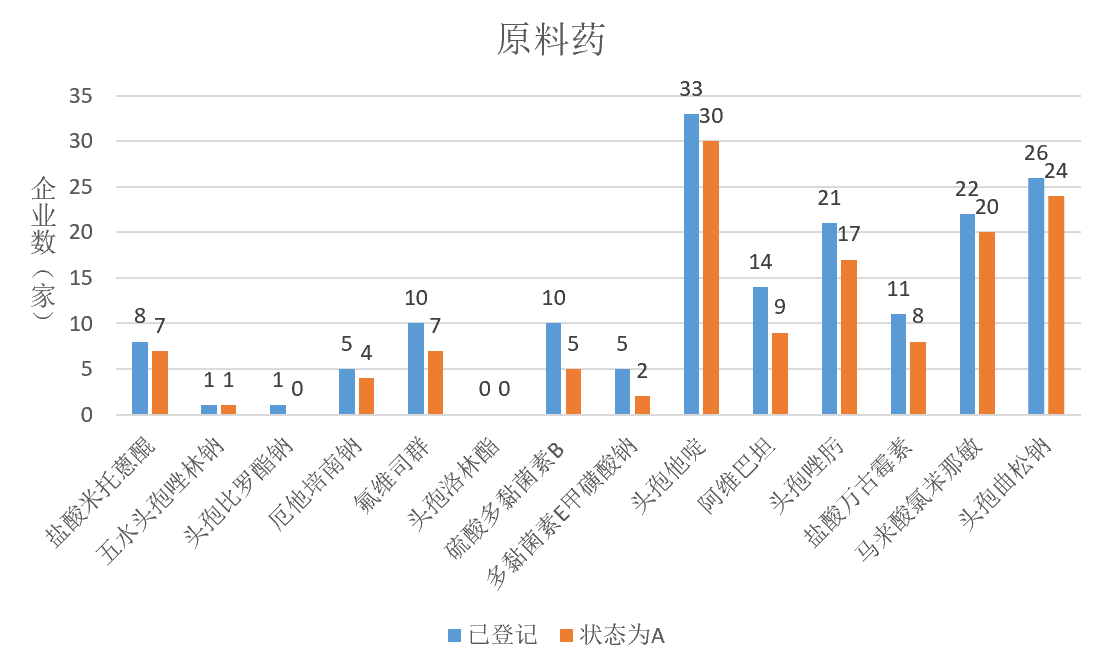 原料药
企业数（家）
35
30
25
20
15
10
5
0
8 7
1 1
1 0
5 4
10 7
0 0
10 5
5 2
33 30
14 9
21 17
11 8
22 20
26 24
盐酸米托蒽醌
五水头孢唑林钠
头孢比罗酯钠
厄他培南钠
氟维司群
头孢洛林酯
硫酸多黏菌素B
多黏菌素E甲磺酸钠
头孢他啶
阿维巴坦
头孢唑肟
盐酸万古霉素
马来酸氯苯那敏
头孢曲松钠
已登记 状态为A